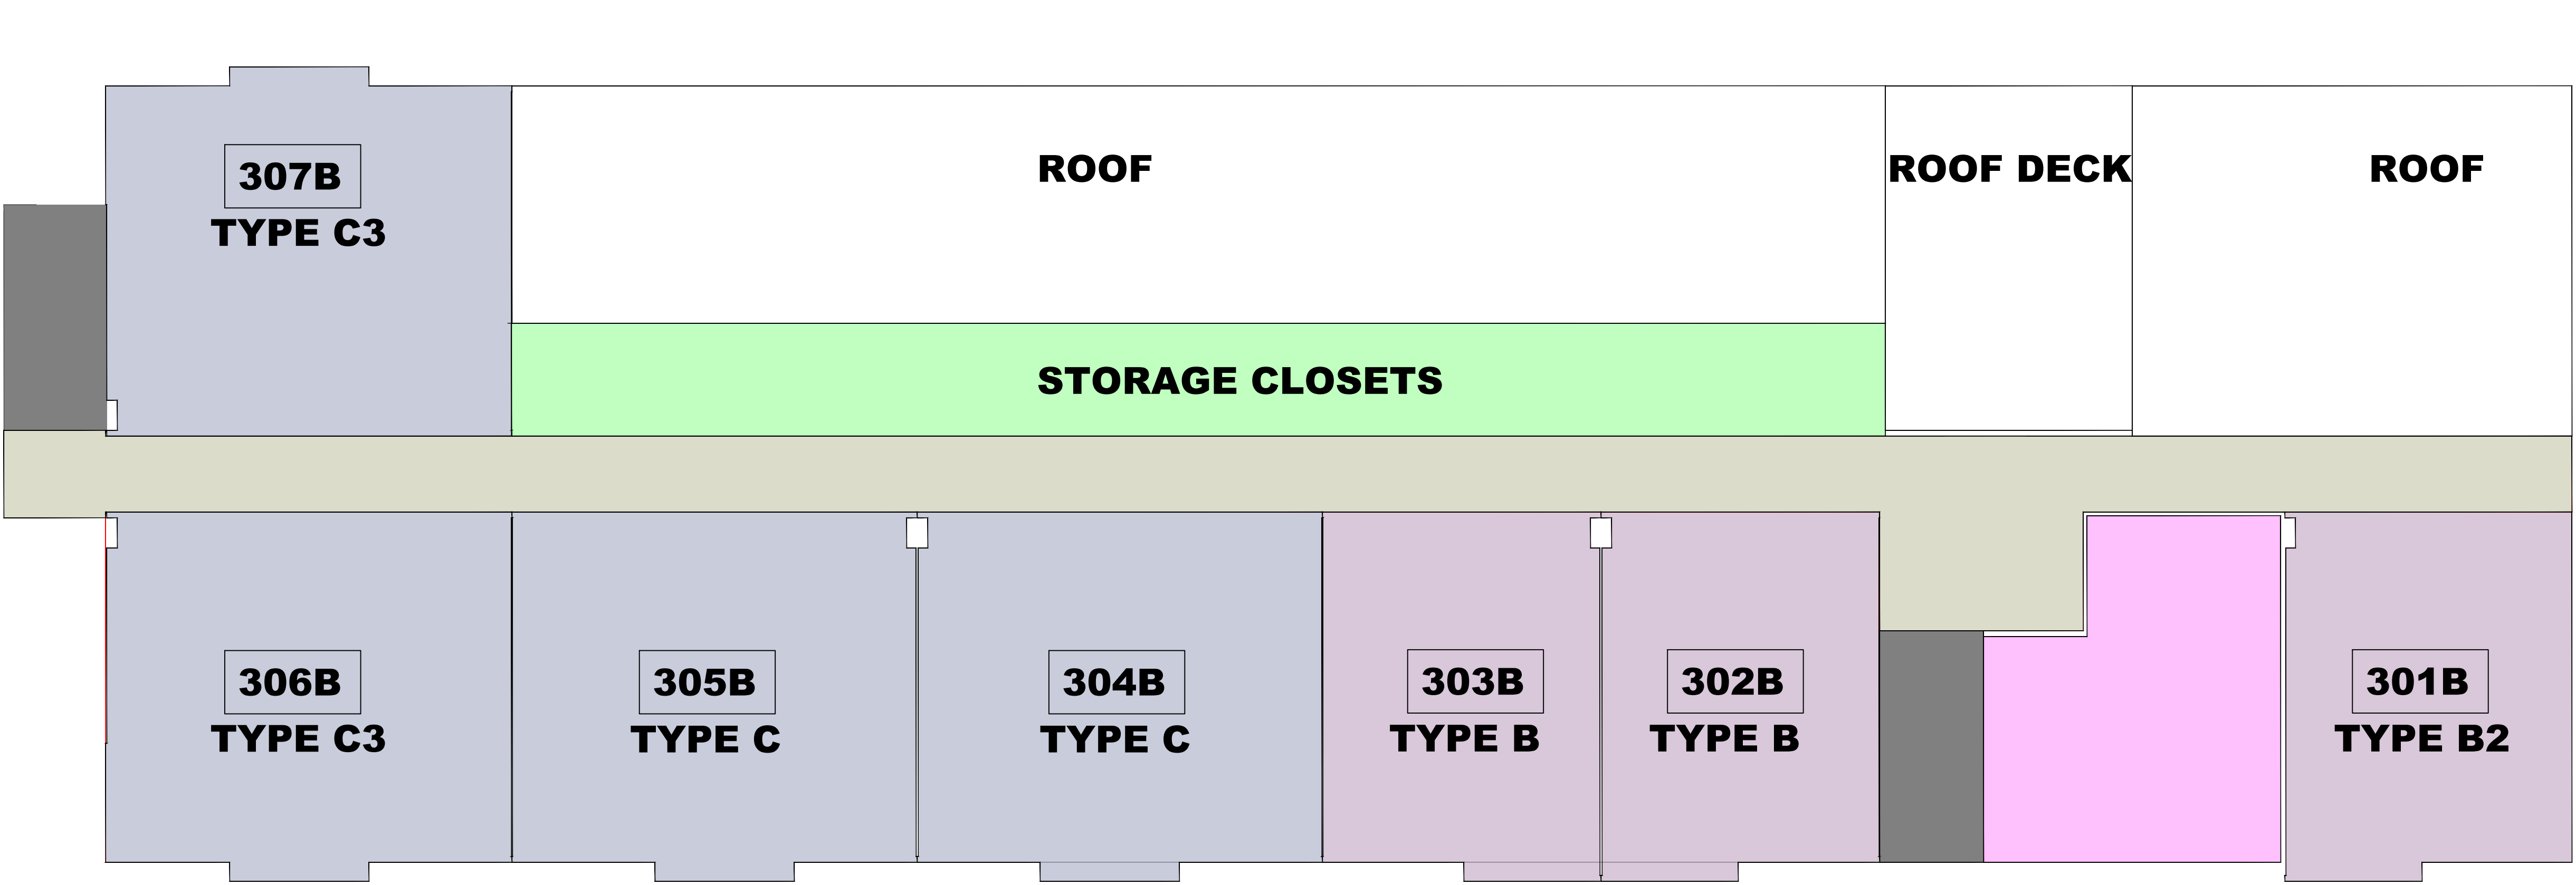 307B
TYPE C3
ROOF
ROOF DECK
ROOF
STORAGE CLOSETS
306B
TYPE C3
305B
TYPE C
304B
TYPE C
303B
TYPE B
302B
TYPE B
301B
TYPE B2